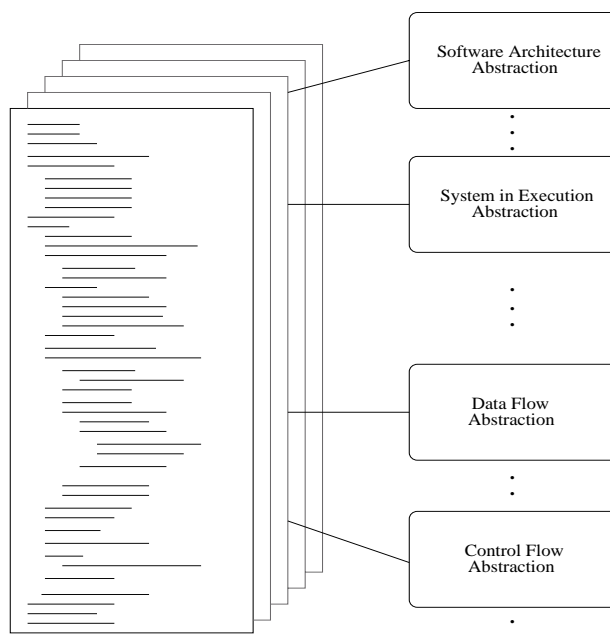 Software Architecture
Abstraction
System in Execution
Abstraction
Data Flow
Abstraction
Control Flow
Abstraction